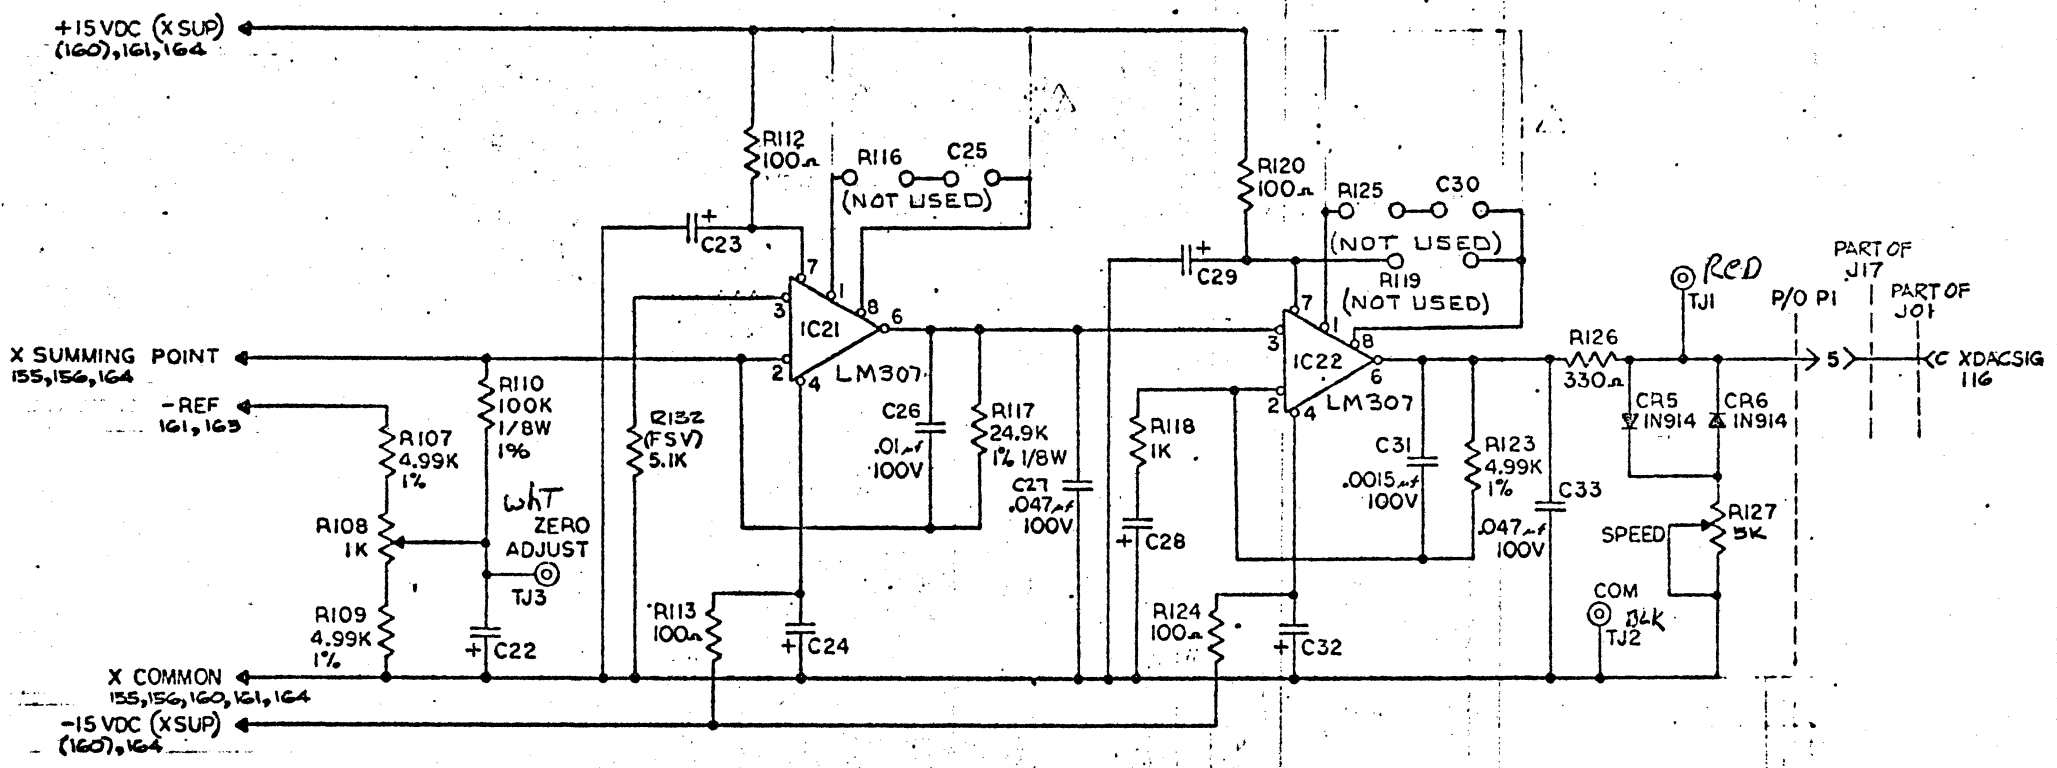 +15 VDC (X SUP)
(160), 161, 164
R112
100Ω
R116
C25
(NOT USED)
C23
+
7
1
8
3
IC21
6
2
4
LM307
R120
100Ω
R125
C30
(NOT USED)
C29
+
R119
(NOT USED)
7
1
8
3
IC22
6
2
4
LM307
RED
TJ1
P/O P1
PART OF
J17
PART OF
J01
R126
330Ω
5
C XDACSIG
116
X SUMMING POINT
155, 156, 164
-REF
161, 163
R107
4.99K
1%
R110
100K
1/8W
1%
R108
1K
WHT
ZERO
ADJUST
TJ3
R109
4.99K
1%
+ C22
R132
(FSV)
5.1K
C26
.01μf
100V
R117
24.9K
1% 1/8W
C27
.047μf
100V
R113
100Ω
+ C24
R118
1K
+ C28
C31
.0015μf
100V
R123
4.99K
1%
C33
.047μf
100V
R124
100Ω
+ C32
CR5
1N914
CR6
1N914
SPEED
R127
5K
COM
BLK
TJ2
X COMMON
155, 156, 160, 161, 164
-15 VDC (X SUP)
(160), 164